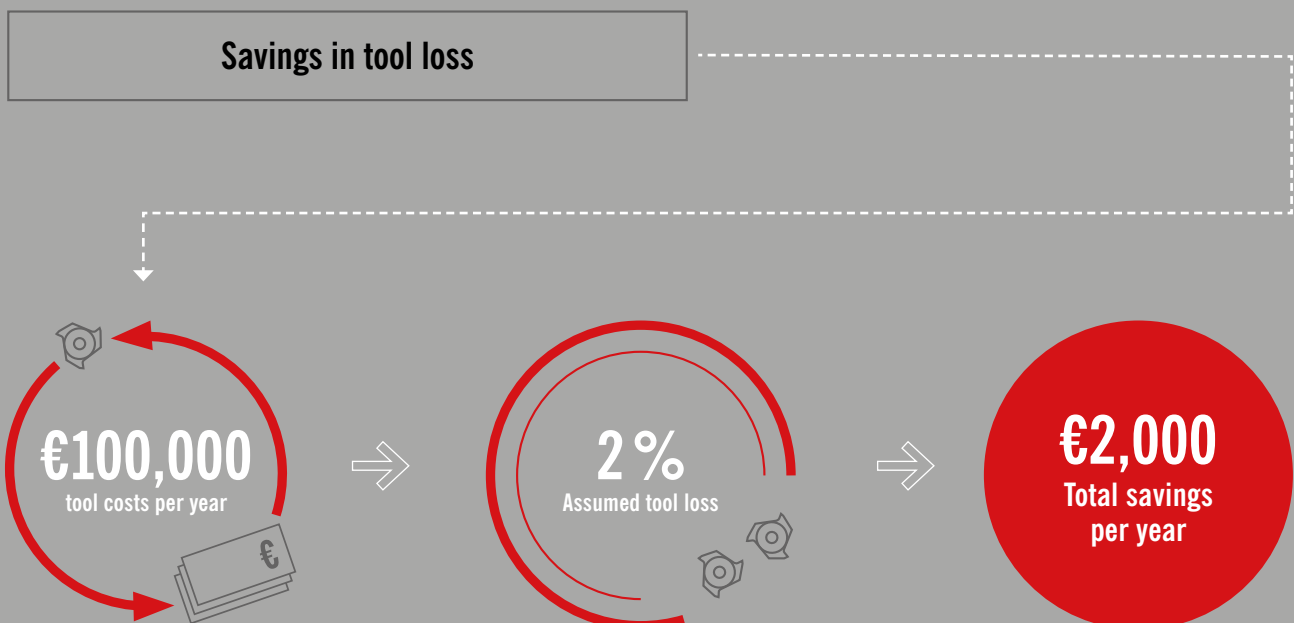 Savings in tool loss
€100,000
tool costs per year
€
2 %
Assumed tool loss
€2,000
Total savings
per year